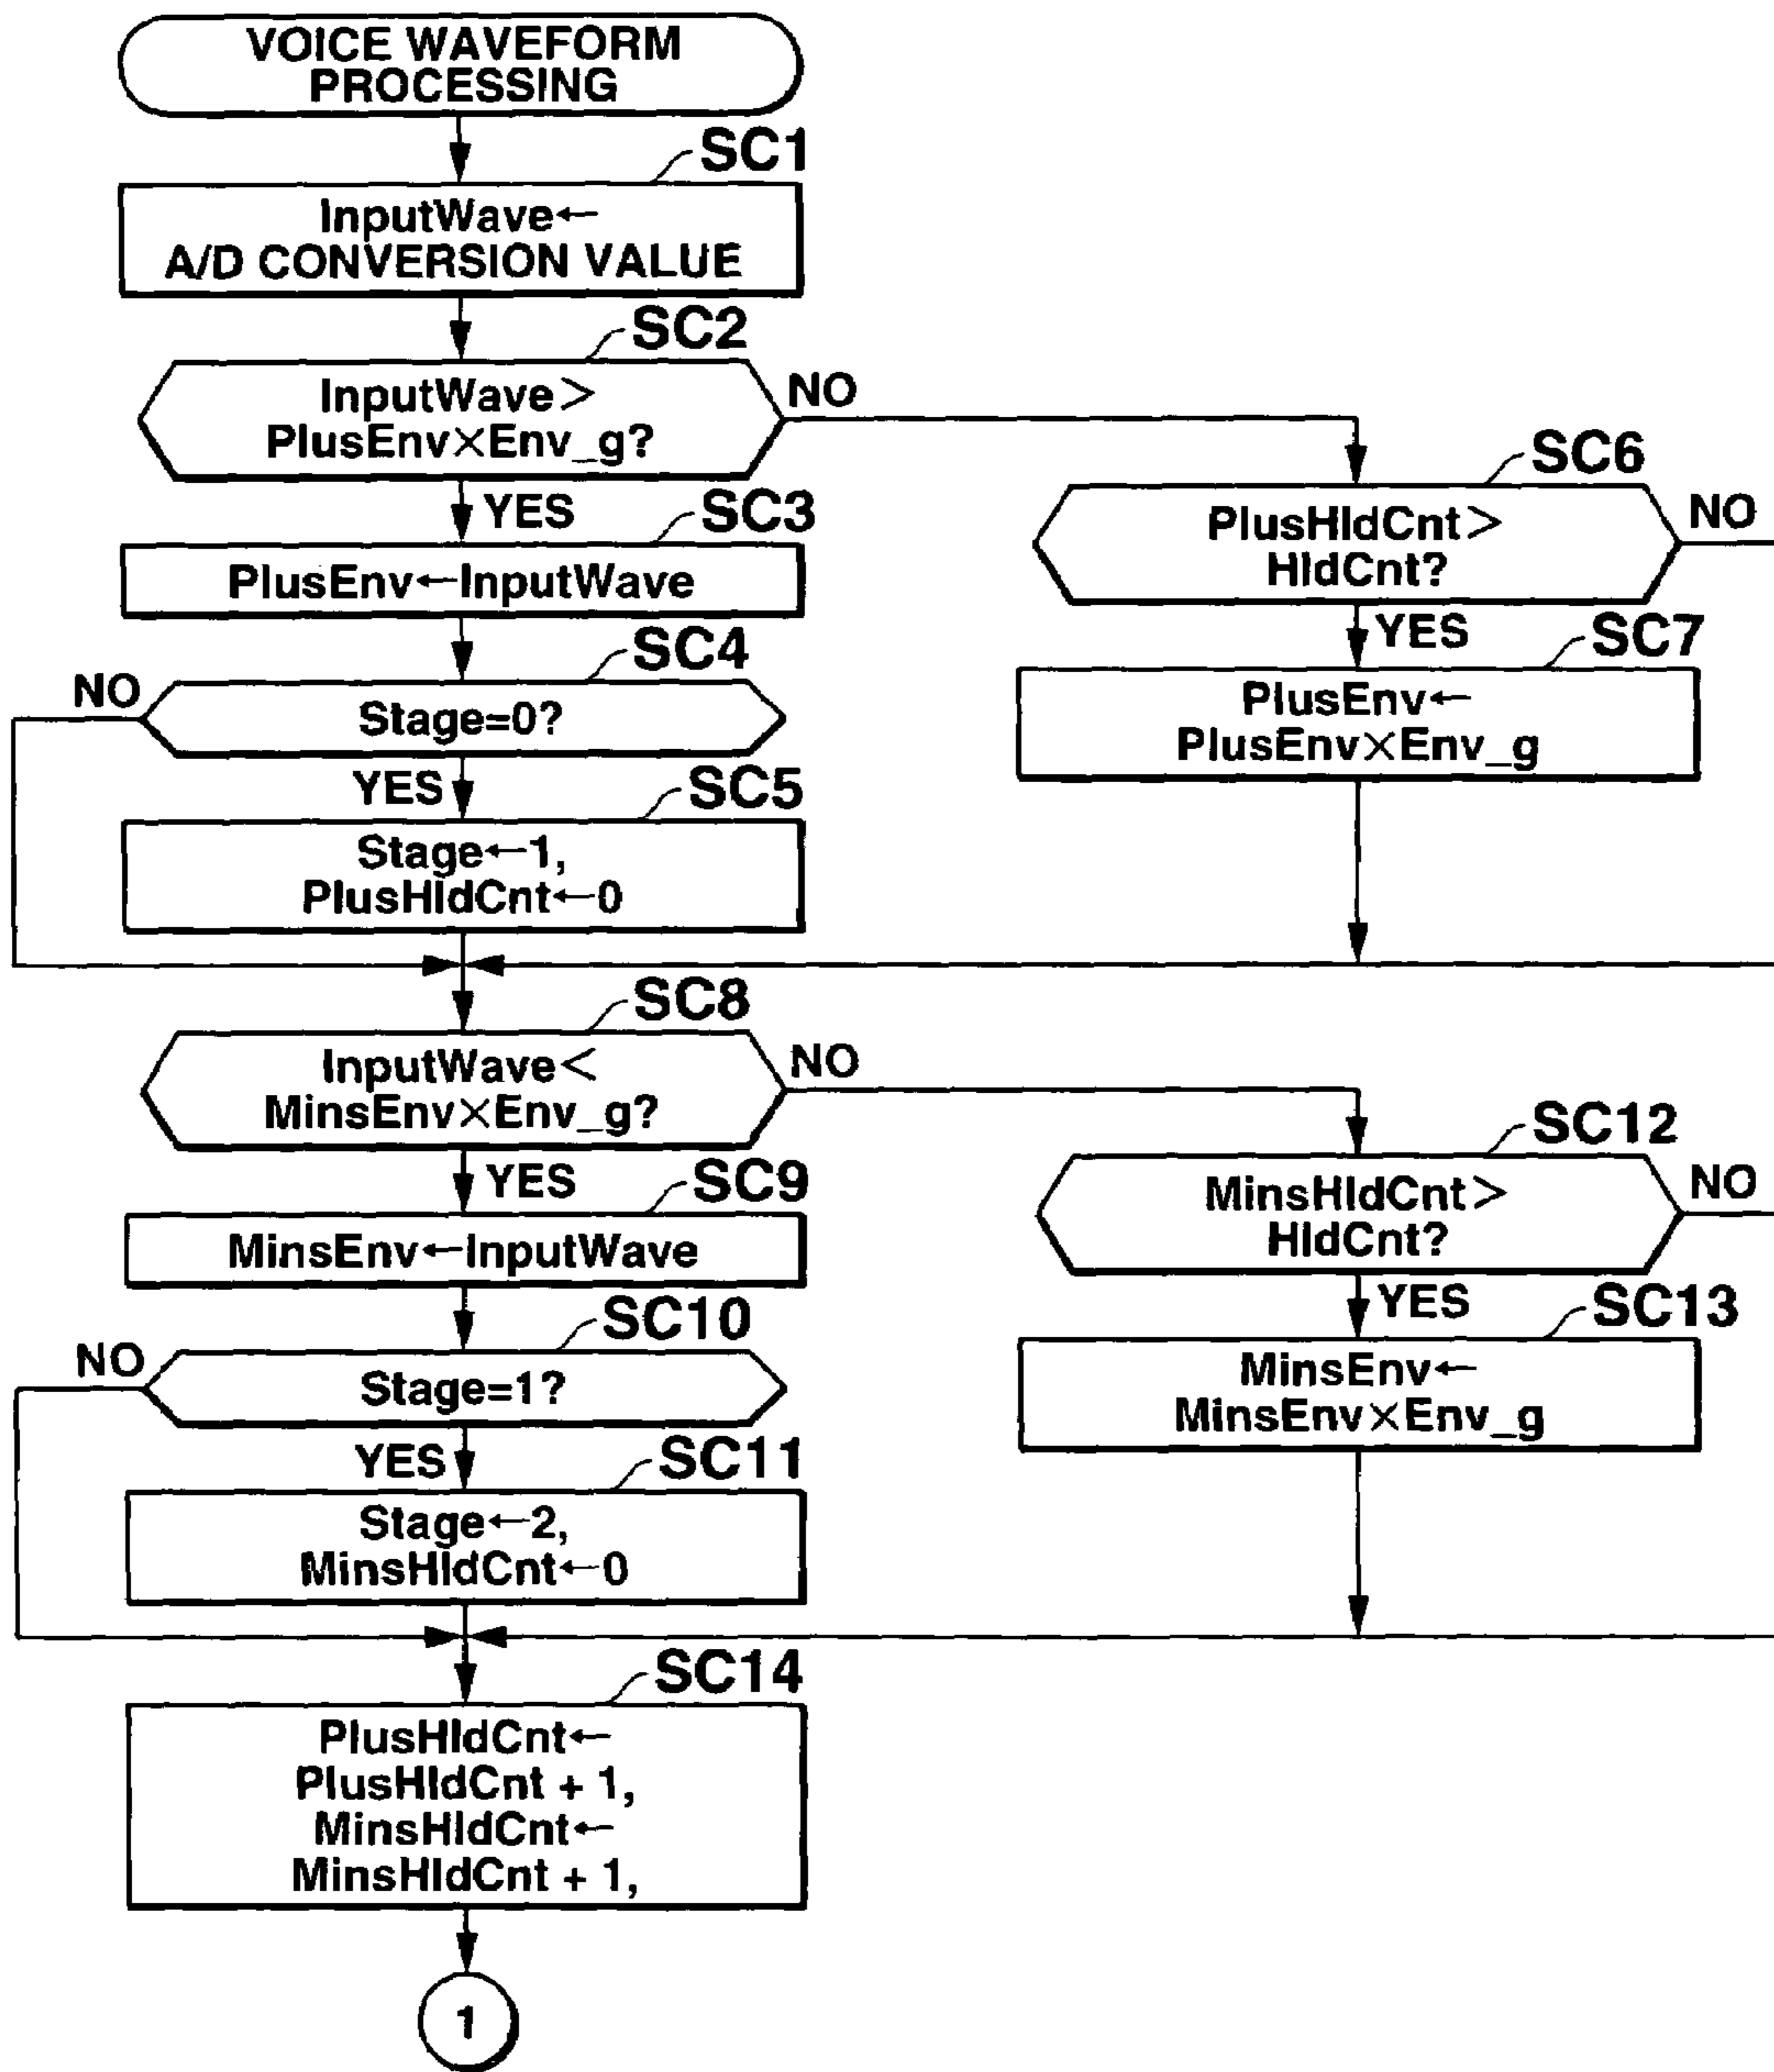 VOICE WAVEFORM
PROCESSING
SC1
InputWave←
A/D CONVERSION VALUE
SC2
InputWave>
PlusEnv×Env_g?
NO
YES
SC3
PlusEnv←InputWave
SC4
NO
Stage=0?
YES
SC5
Stage←1,
PlusHldCnt←0
SC6
PlusHldCnt>
HldCnt?
NO
YES
SC7
PlusEnv←
PlusEnv×Env_g
SC8
InputWave<
MinsEnv×Env_g?
NO
YES
SC9
MinsEnv←InputWave
SC10
NO
Stage=1?
YES
SC11
Stage←2,
MinsHldCnt←0
SC12
MinsHldCnt>
HldCnt?
NO
YES
SC13
MinsEnv←
MinsEnv×Env_g
SC14
PlusHldCnt←
PlusHldCnt + 1,
MinsHldCnt←
MinsHldCnt + 1,
1